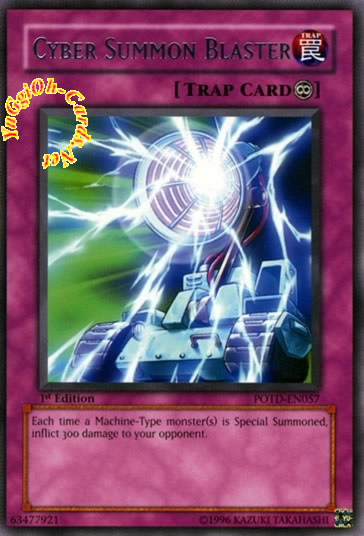 CYBER SUMMON BLASTER
TRAP
罠
[TRAP CARD]
YuGgiOh-Cards.Net
1st Edition
POTD-EN057
Each time a Machine-Type monster(s) is Special Summoned,
inflict 300 damage to your opponent.
63477921
©1996 KAZUKI TAKAHASHI